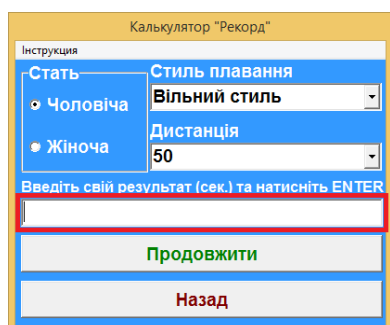 Калькулятор "Рекорд"
Інструкция
Стать
Чоловіча
Жіноча
Стиль плавання
Вільний стиль
Дистанція
50
Введіть свій результат (сек.) та натисніть ENTER
Продовжити
Назад